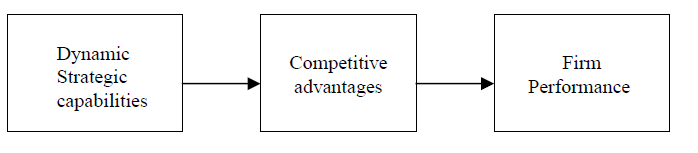 Dynamic
Strategic
capabilities
Competitive
advantages
Firm
Performance